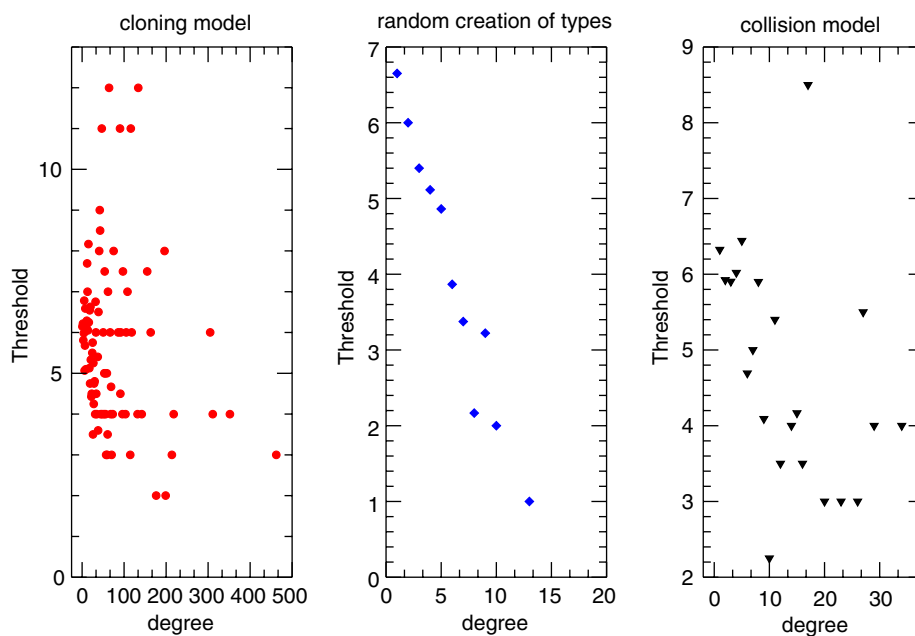 cloning model
Threshold
10
5
0
0 100 200 300 400 500
degree
random creation of types
Threshold
7
6
5
4
3
2
1
0
0 5 10 15 20
degree
collision model
Threshold
9
8
7
6
5
4
3
2
0 10 20 30
degree